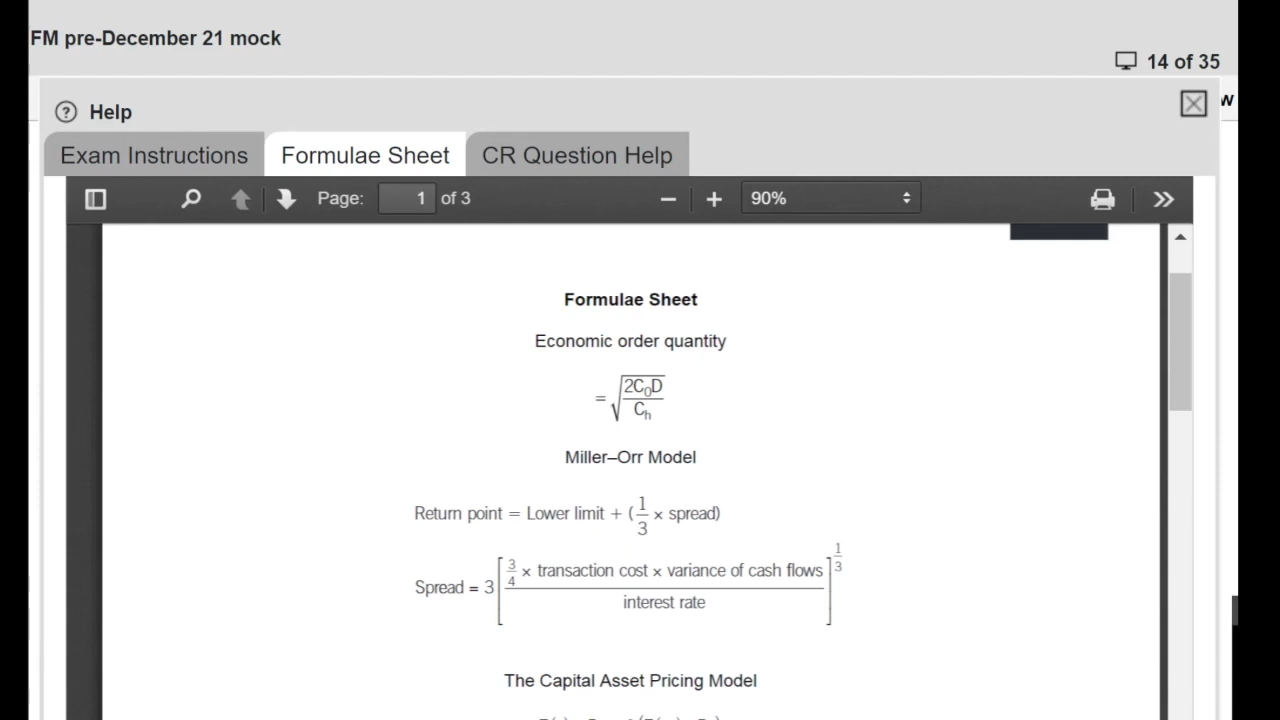 FM pre-December 21 mock
14 of 35
? Help
w
Exam Instructions Formulae Sheet CR Question Help
Page: 1 of 3 − + 90%
Formulae Sheet
Economic order quantity
= √(2C₀D / Cₕ)
Miller–Orr Model
Return point = Lower limit + (1/3 × spread)
Spread = 3 [ (3/4 × transaction cost × variance of cash flows) / interest rate ]^(1/3)
The Capital Asset Pricing Model